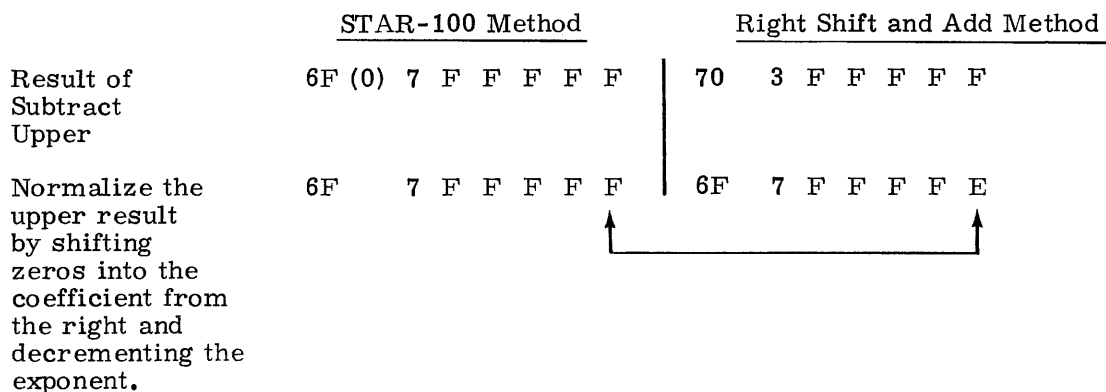 STAR-100 Method Right Shift and Add Method
Result of 6F (0) 7 F F F F F 70 3 F F F F F
Subtract
Upper
Normalize the 6F 7 F F F F F 6F 7 F F F F E
upper result
by shifting
zeros into the
coefficient from
the right and
decrementing the
exponent.